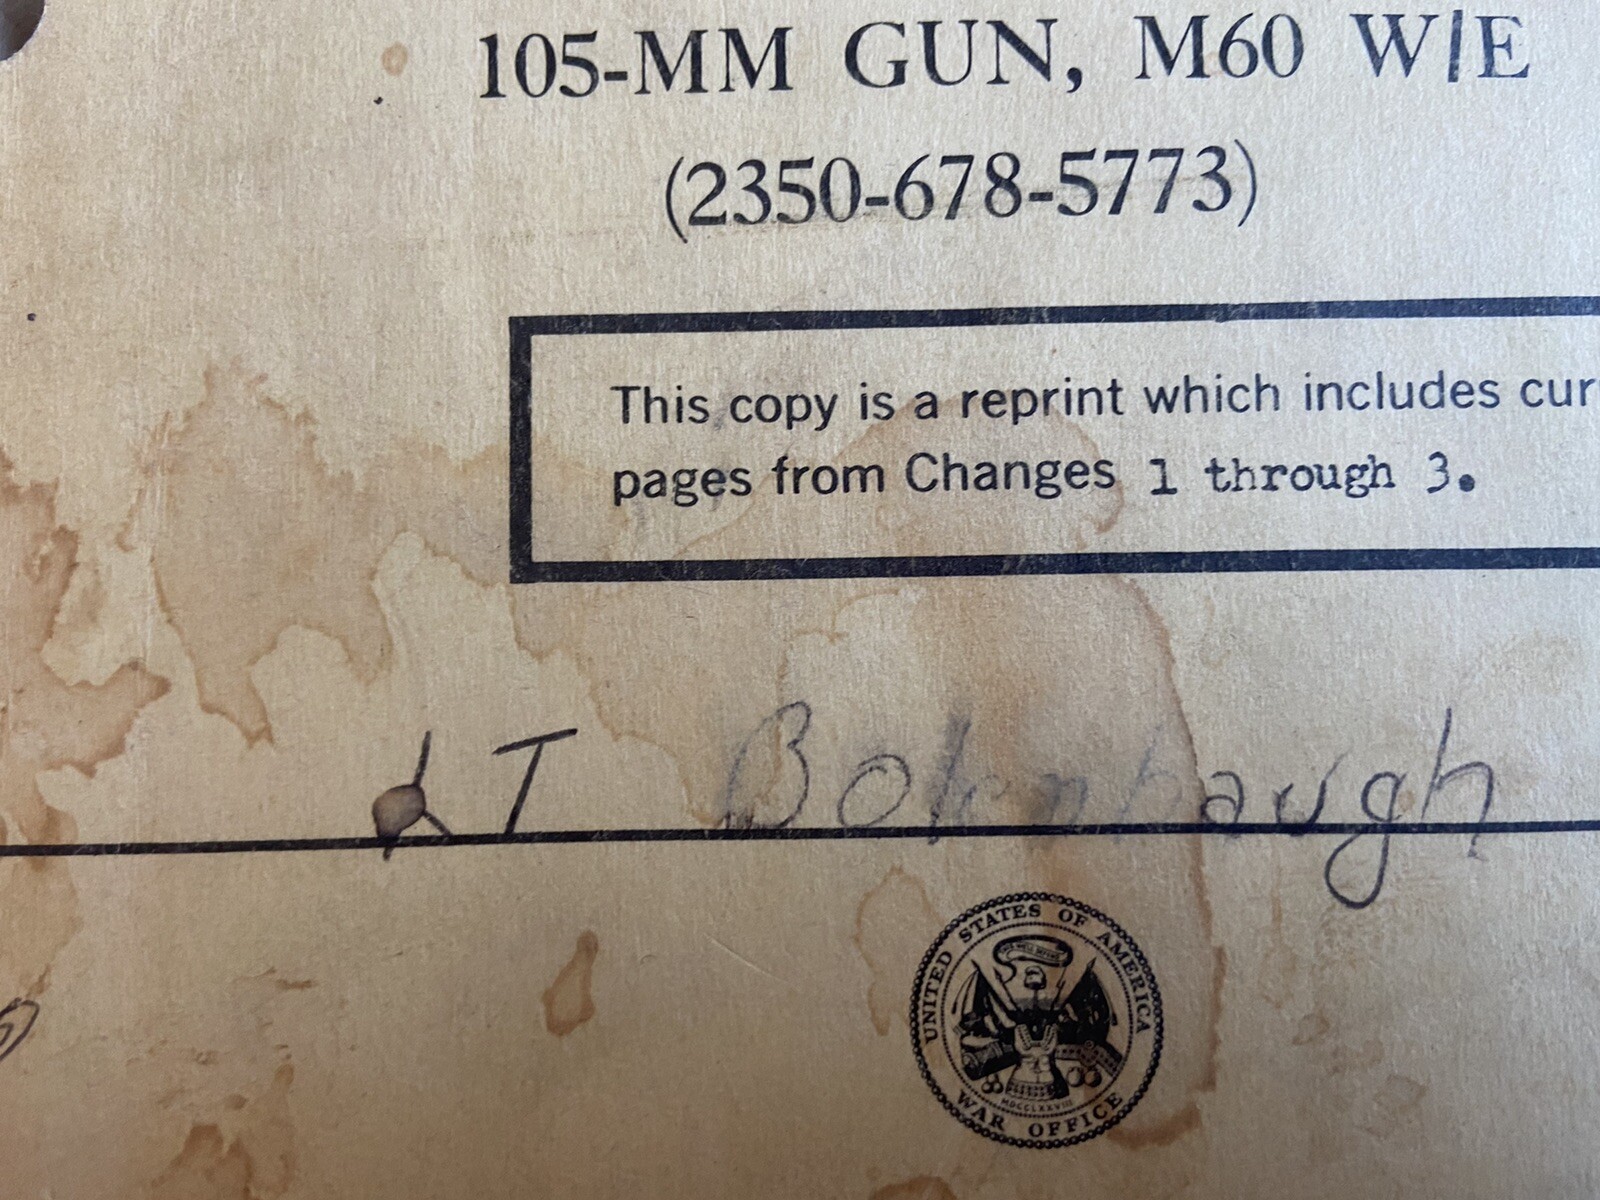 105-MM GUN, M60 W/E
(2350-678-5773)
This copy is a reprint which includes cur
pages from Changes 1 through 3.
LT
UNITED STATES OF AMERICA
MDCCLXXVIII
WAR OFFICE